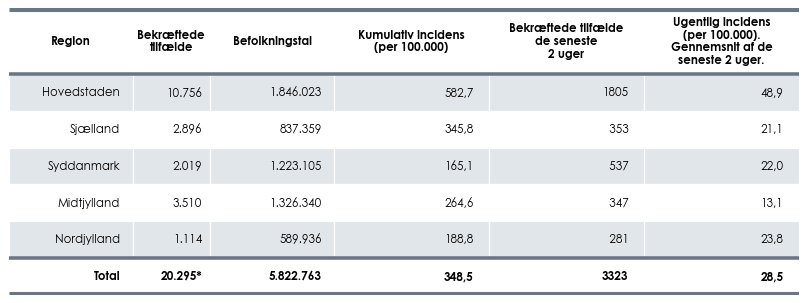 Region Bekræftede tilfælde Befolkningstal Kumulativ incidens (per 100.000) Bekræftede tilfælde de seneste 2 uger Ugentlig incidens (per 100.000). Gennemsnit af de seneste 2 uger.
Hovedstaden 10.756 1.846.023 582,7 1805 48,9
Sjælland 2.896 837.359 345,8 353 21,1
Syddanmark 2.019 1.223.105 165,1 537 22,0
Midtjylland 3.510 1.326.340 264,6 347 13,1
Nordjylland 1.114 589.936 188,8 281 23,8
Total 20.295* 5.822.763 348,5 3323 28,5